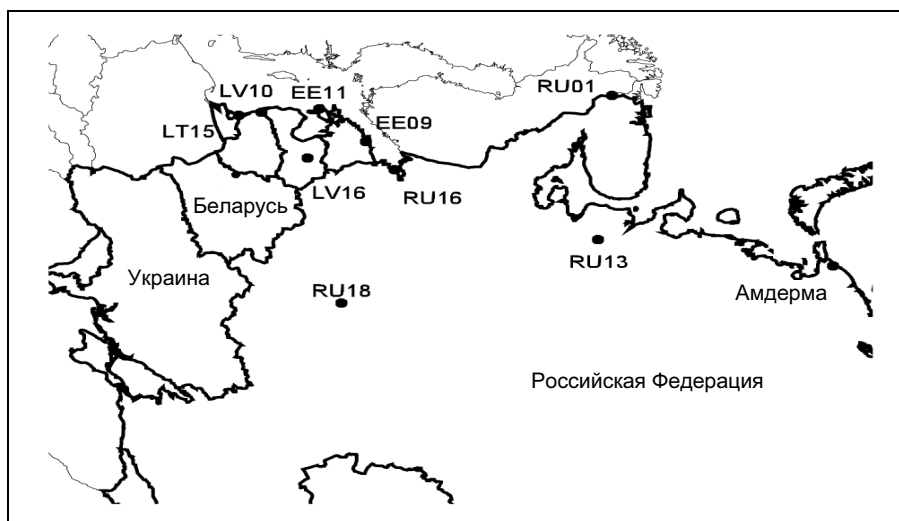 RU01
LV10 EE11
EE09
LT15
LV16 RU16
Беларусь
RU13
Украина
Амдерма
RU18
Российская Федерация